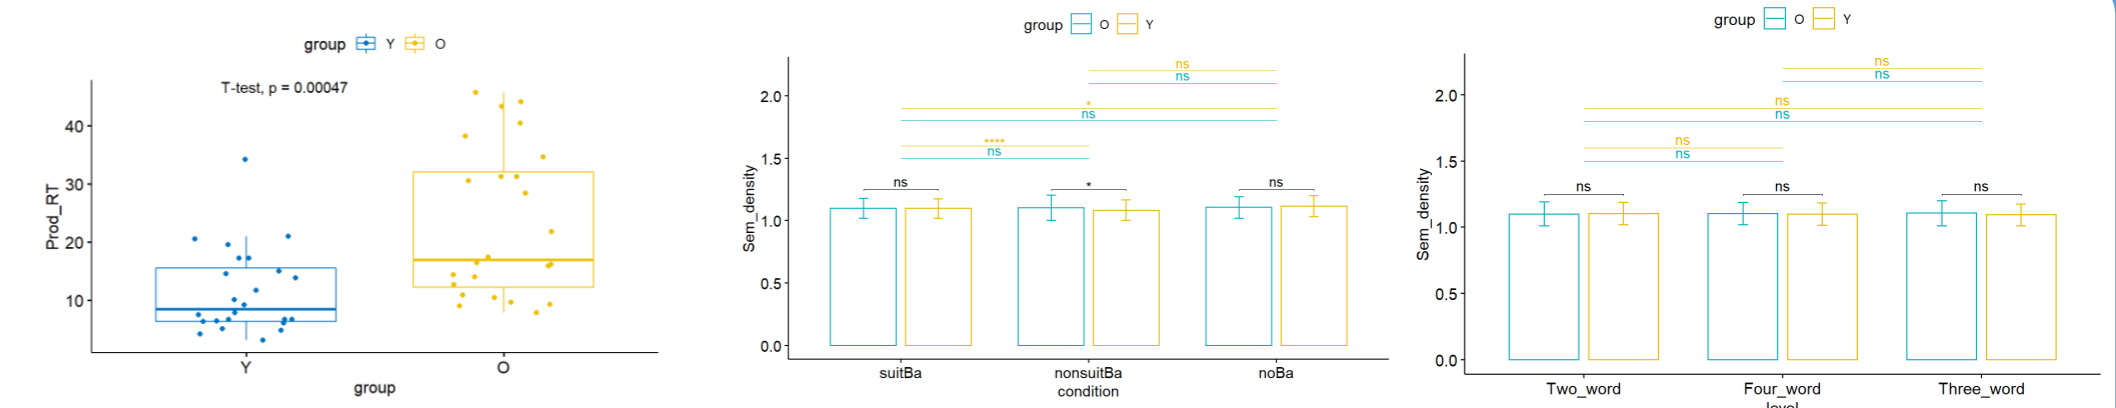 group Y O
T-test, p = 0.00047
Prod_RT
40
30
20
10
Y O
group
group O Y
Sem_density
2.0
1.5
1.0
0.5
0.0
ns
ns
*
ns
****
ns
ns
*
ns
suitBa nonsuitBa noBa
condition
group O Y
Sem_density
2.0
1.5
1.0
0.5
0.0
ns
ns
ns
ns
ns
ns
ns
ns
ns
Two_word Four_word Three_word
level